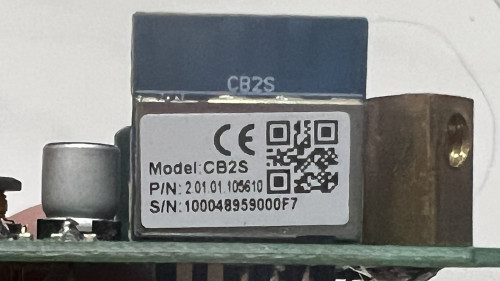 CB2S
CE
Model:CB2S
P/N: 2.01.01.105610
S/N:100048959000F7